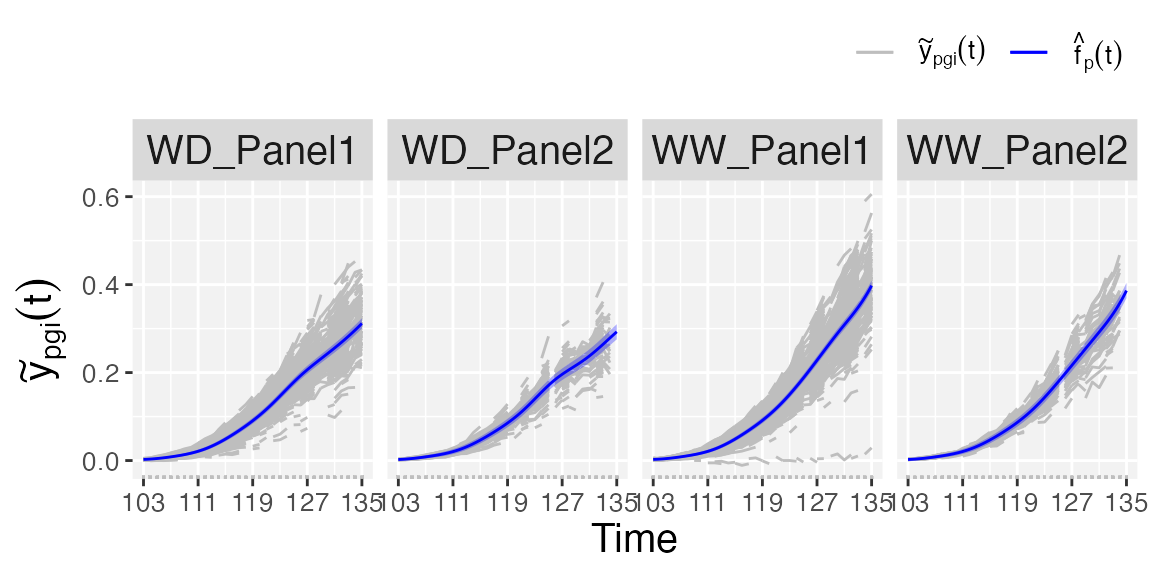 ỹpgi(t) f̂p(t)
WD_Panel1 WD_Panel2 WW_Panel1 WW_Panel2
0.6
0.4
0.2
0.0
ỹpgi(t)
103 111 119 127 135 103 111 119 127 135 103 111 119 127 135 103 111 119 127 135
Time